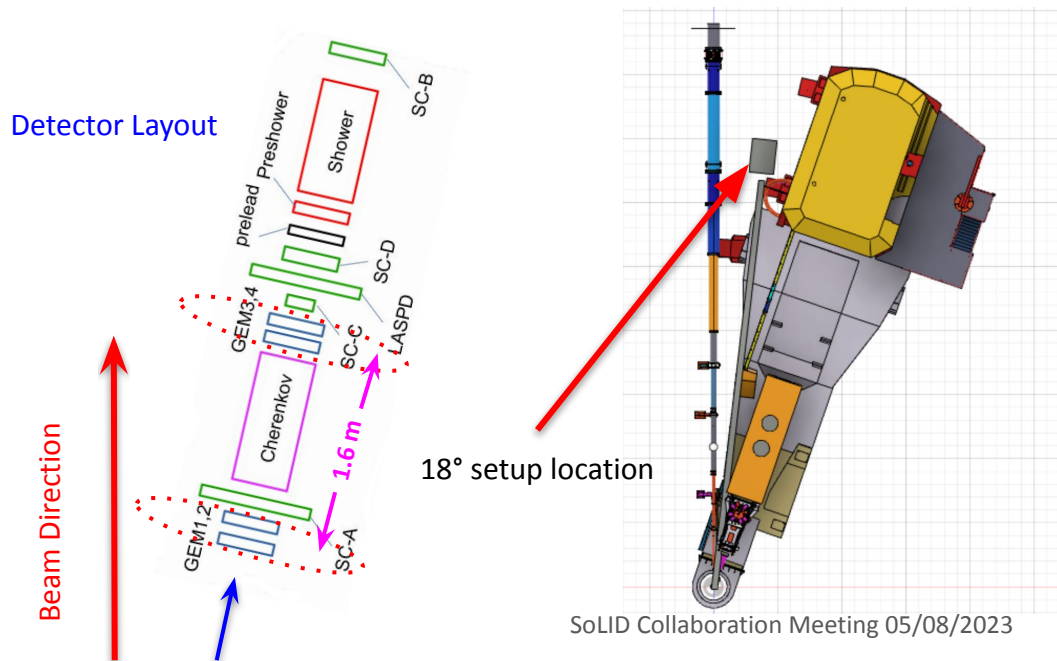 Detector Layout
SC-B
Shower
Preshower
prelead
SC-D
LASPD
SC-C
GEM3,4
Cherenkov
1.6 m
SC-A
GEM1,2
Beam Direction
18° setup location
SoLID Collaboration Meeting 05/08/2023